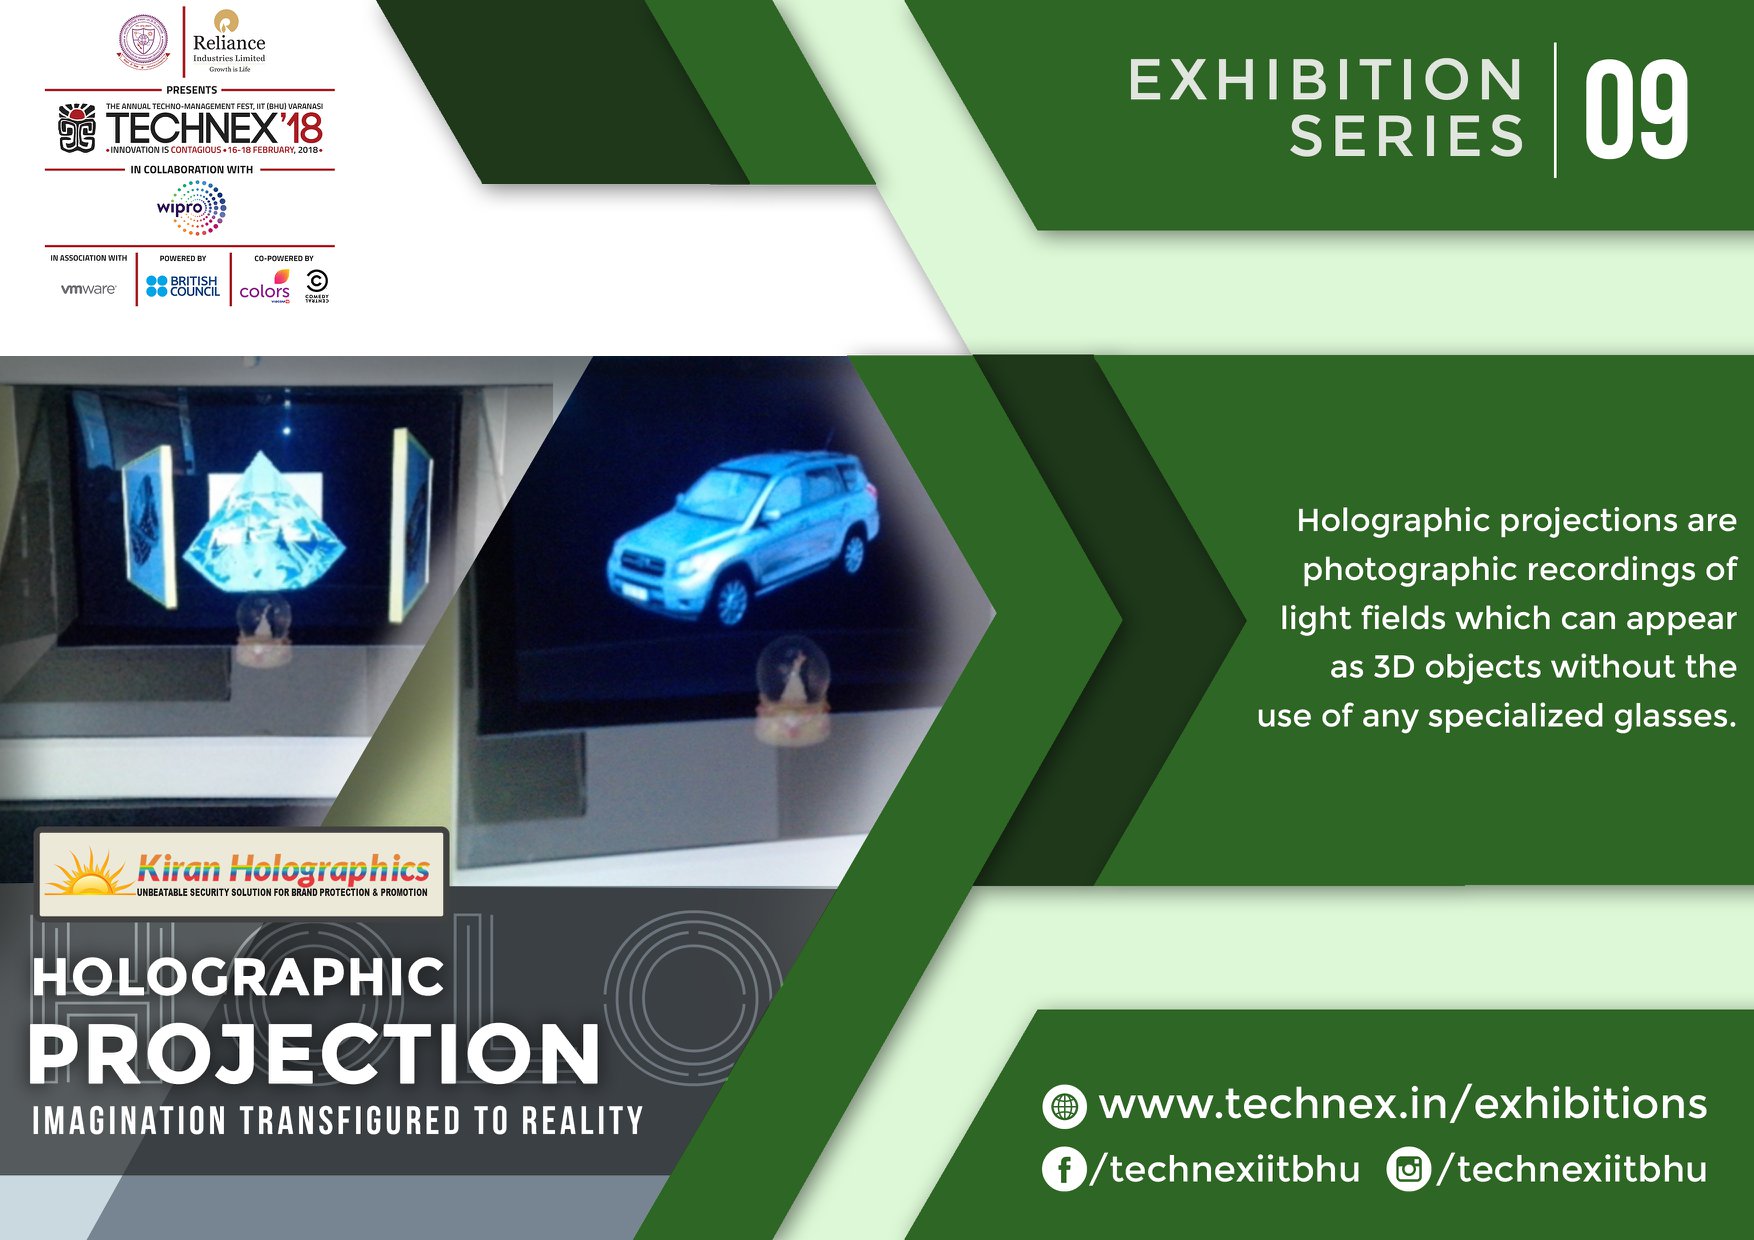 Reliance
Industries Limited
Growth is Life
PRESENTS
THE ANNUAL TECHNO-MANAGEMENT FEST, IIT (BHU) VARANASI
TECHNEX'18
•INNOVATION IS CONTAGIOUS •16-18 FEBRUARY, 2018•
IN COLLABORATION WITH
wipro
IN ASSOCIATION WITH
vmware
POWERED BY
BRITISH
COUNCIL
CO-POWERED BY
colors
COMEDY
CENTRAL
EXHIBITION
SERIES
09
Holographic projections are
photographic recordings of
light fields which can appear
as 3D objects without the
use of any specialized glasses.
Kiran Holographics
UNBEATABLE SECURITY SOLUTION FOR BRAND PROTECTION & PROMOTION
HOLO
HOLOGRAPHIC
PROJECTION
IMAGINATION TRANSFIGURED TO REALITY
www.technex.in/exhibitions
/technexiitbhu
/technexiitbhu